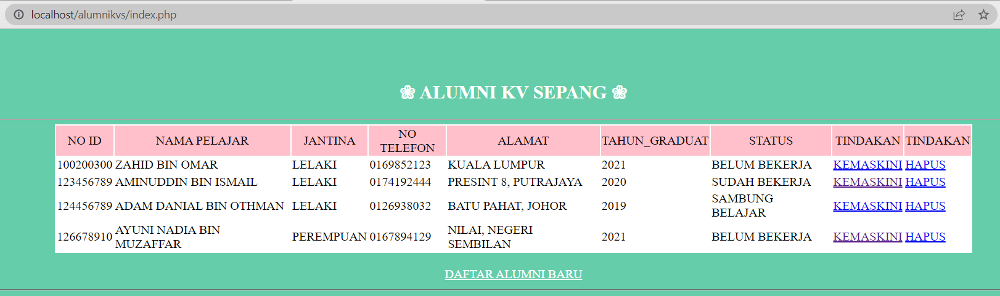 localhost/alumnikvs/index.php
❀ ALUMNI KV SEPANG ❀
NO ID NAMA PELAJAR JANTINA NO TELEFON ALAMAT TAHUN_GRADUAT STATUS TINDAKAN TINDAKAN
100200300 ZAHID BIN OMAR LELAKI 0169852123 KUALA LUMPUR 2021 BELUM BEKERJA KEMASKINI HAPUS
123456789 AMINUDDIN BIN ISMAIL LELAKI 0174192444 PRESINT 8, PUTRAJAYA 2020 SUDAH BEKERJA KEMASKINI HAPUS
124456789 ADAM DANIAL BIN OTHMAN LELAKI 0126938032 BATU PAHAT, JOHOR 2019 SAMBUNG BELAJAR KEMASKINI HAPUS
126678910 AYUNI NADIA BIN MUZAFFAR PEREMPUAN 0167894129 NILAI, NEGERI SEMBILAN 2021 BELUM BEKERJA KEMASKINI HAPUS
DAFTAR ALUMNI BARU